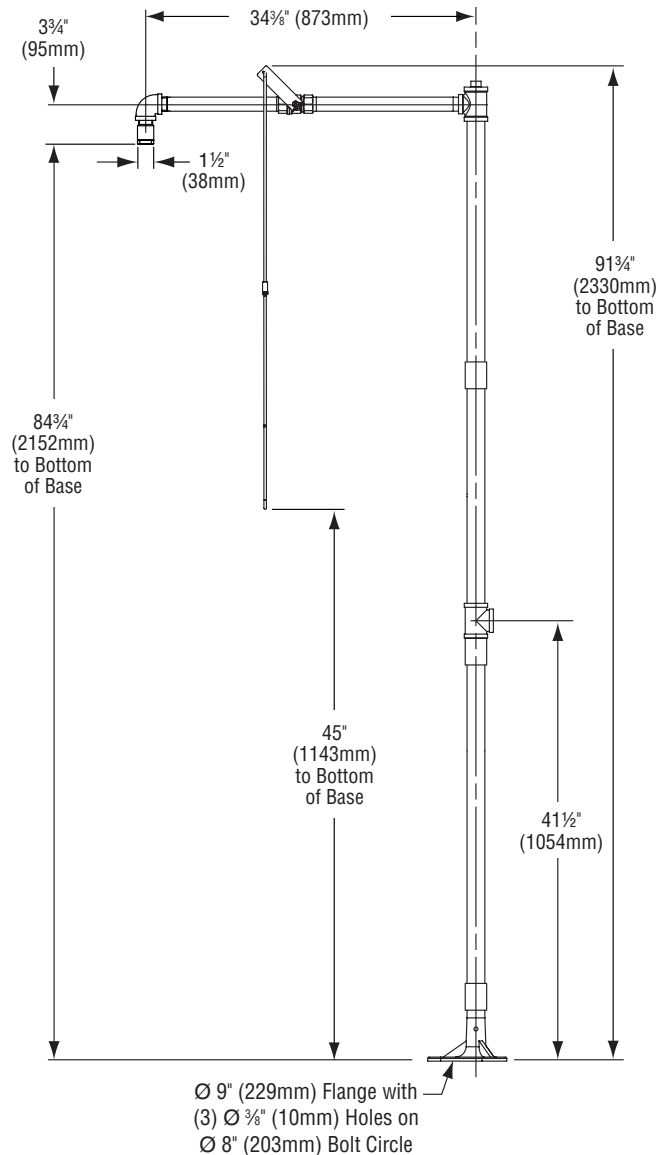 34⅜" (873mm)
3¾"
(95mm)
1½"
(38mm)
91¾"
(2330mm)
to Bottom
of Base
84¾"
(2152mm)
to Bottom
of Base
45"
(1143mm)
to Bottom
of Base
41½"
(1054mm)
Ø 9" (229mm) Flange with
(3) Ø ⅜" (10mm) Holes on
Ø 8" (203mm) Bolt Circle